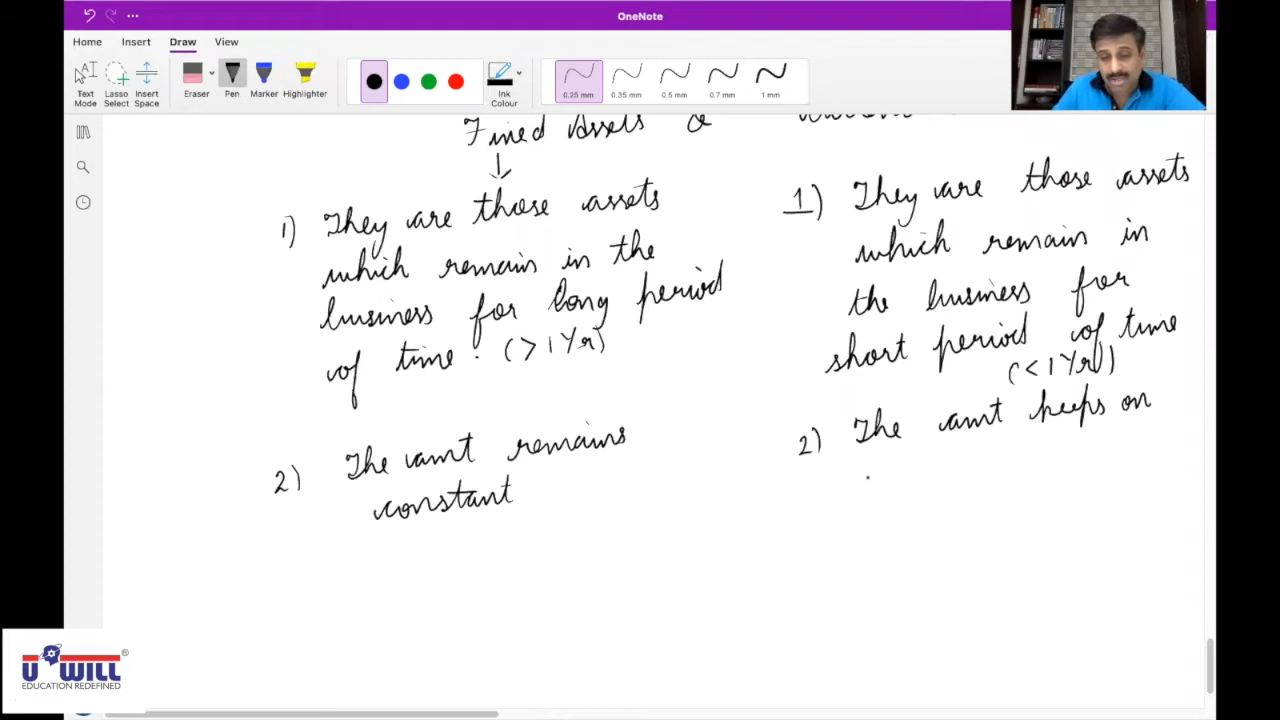 OneNote
Home Insert Draw View
Text Mode
Lasso Select
Insert Space
Eraser
Pen
Marker
Highlighter
Ink Colour
0.25 mm 0.35 mm 0.5 mm 0.7 mm 1 mm
Fixed Assets &
1) They are those assets
which remain in the
business for long period
of time. (> 1 Yr)
2) The amt remains
constant
1) They are those assets
which remain in
the business for
short period of time
(< 1 Yr)
2) The amt keeps on
U WILL ®
EDUCATION REDEFINED